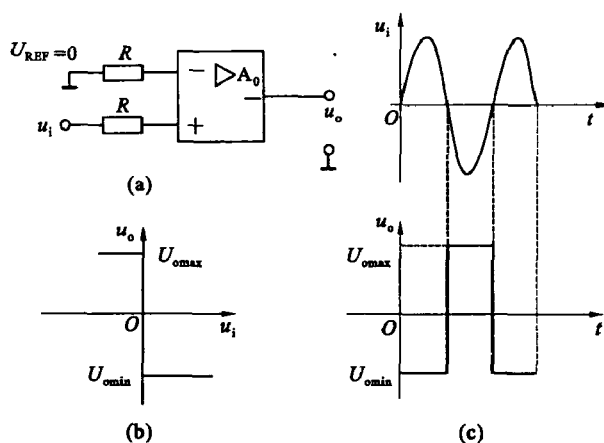 U_REF=0
R
−
▷A₀
R
−
u_i
+
u_o
(a)
u_i
O
t
u_o
U_omax
O
u_i
U_omin
(b)
u_o
U_omax
O
t
U_omin
(c)